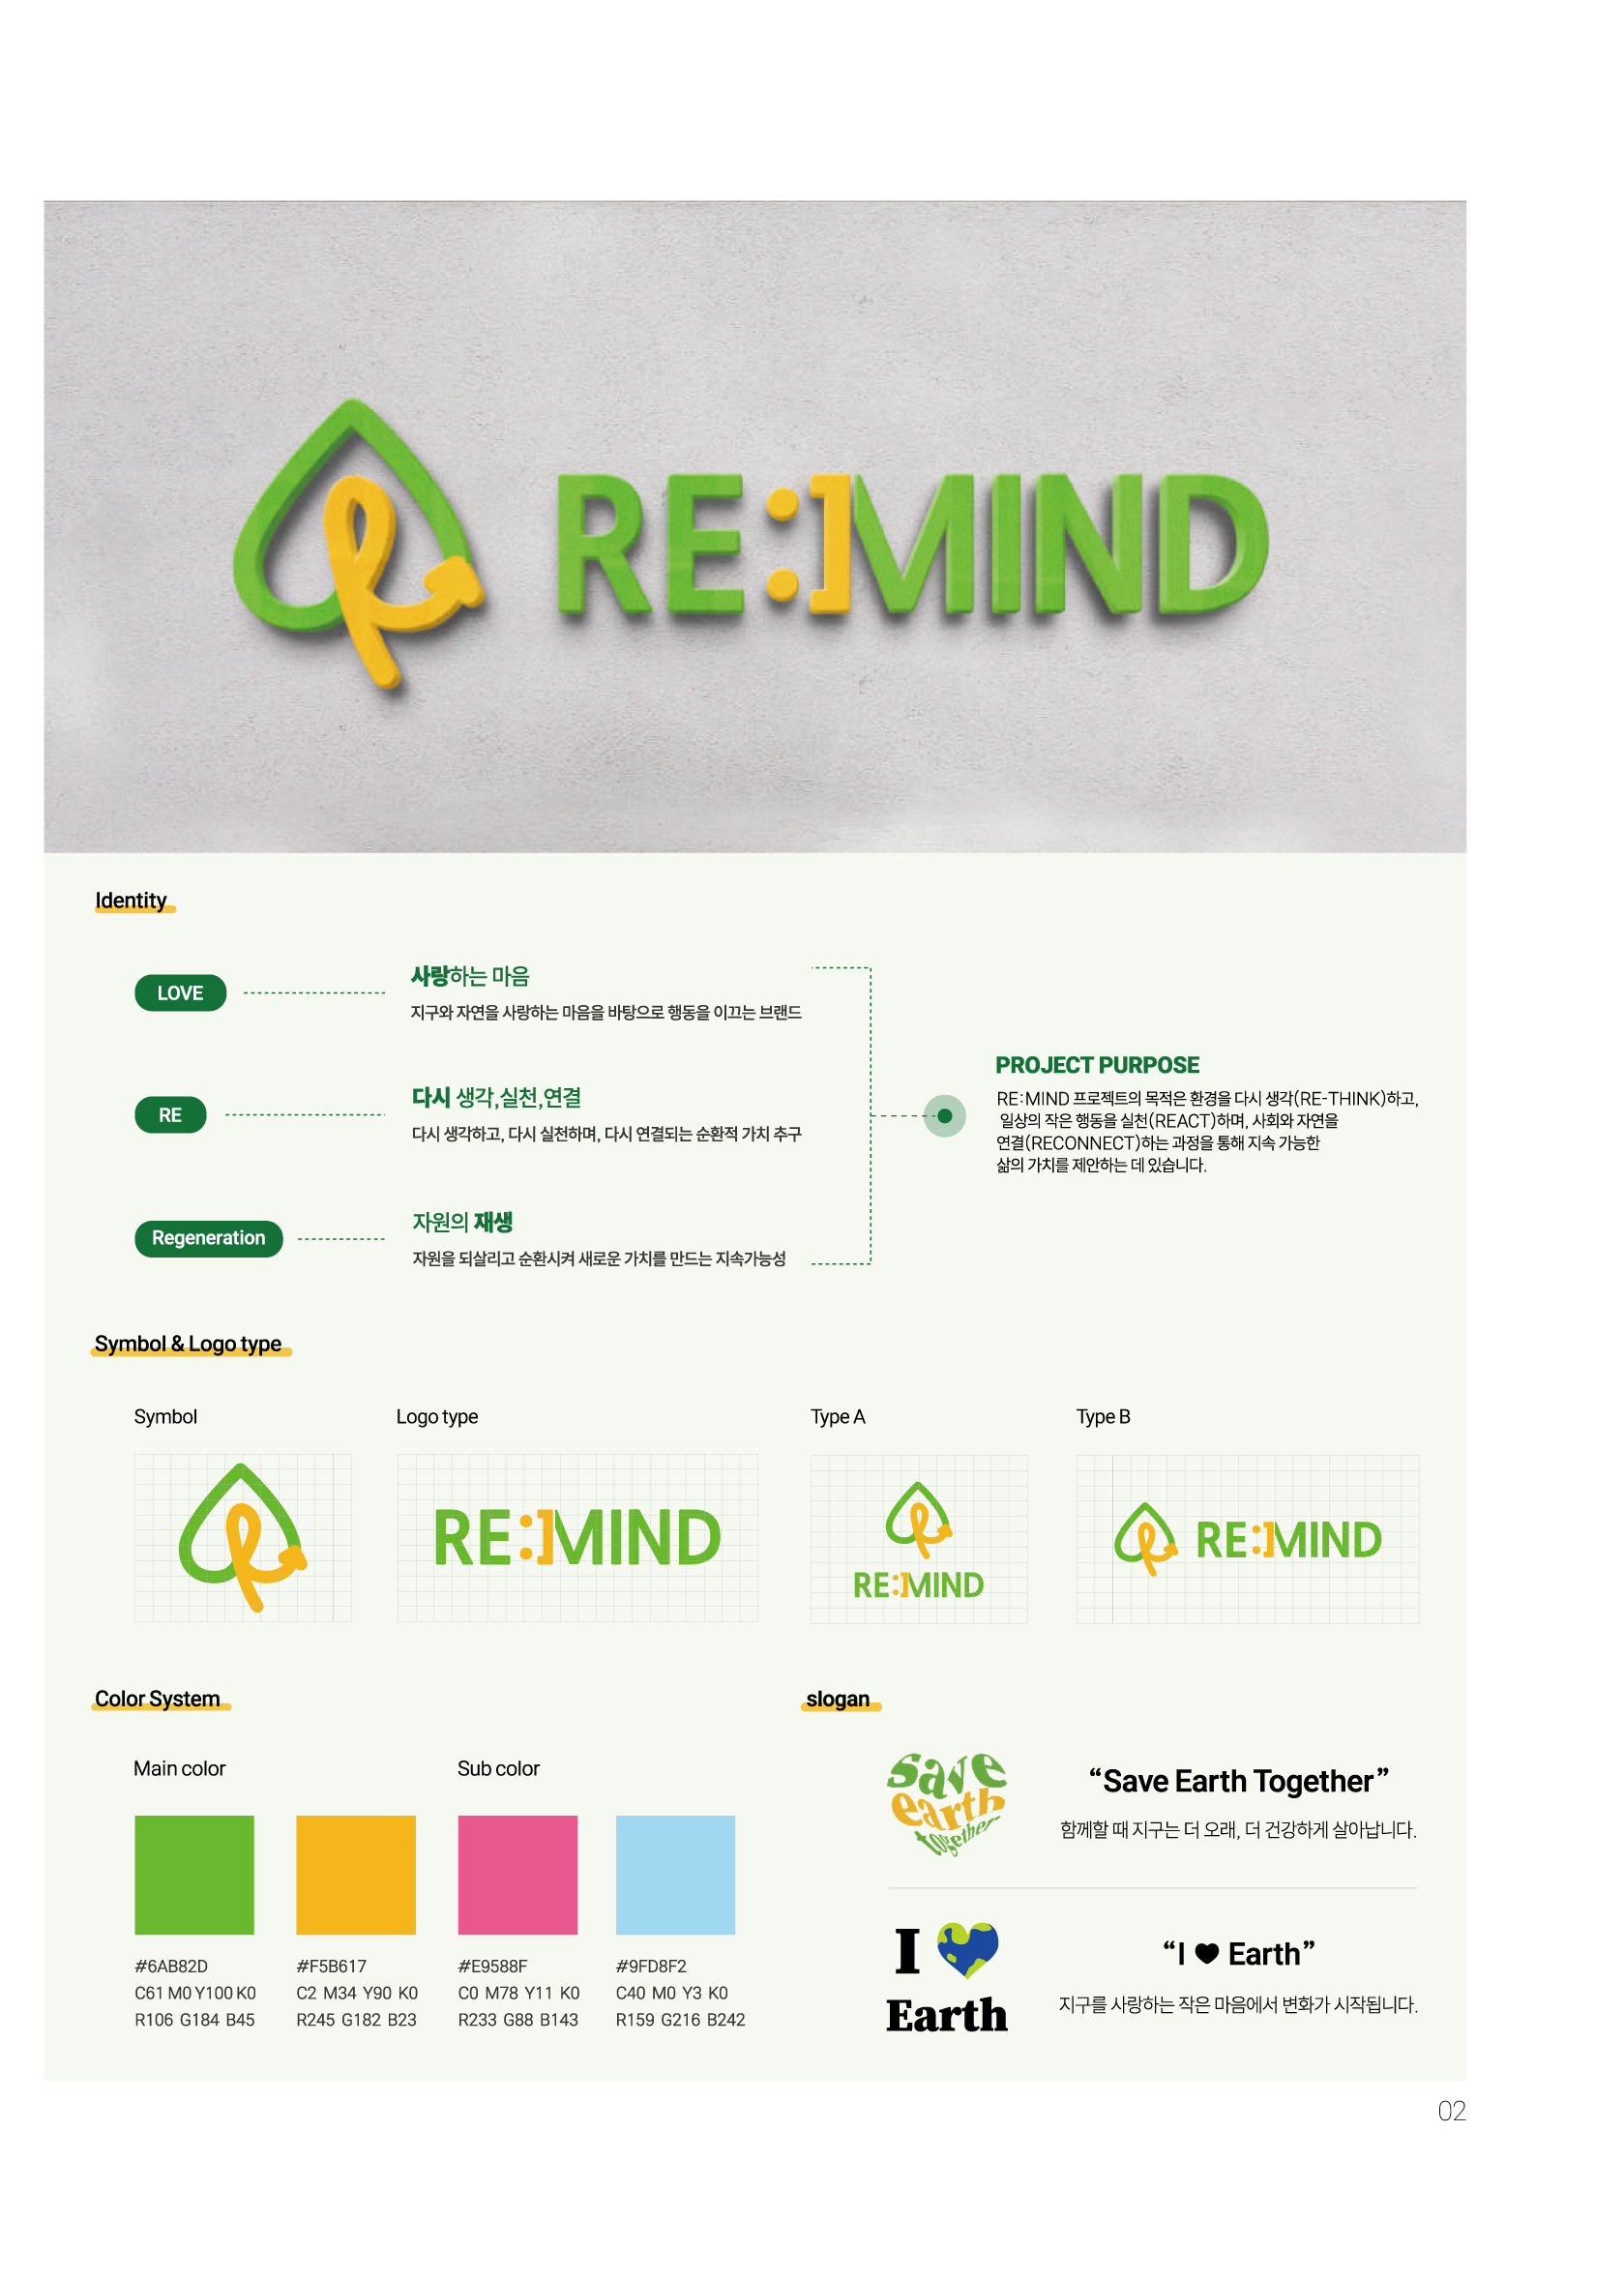 RE:]MIND
Identity
LOVE
사랑하는 마음
지구와 자연을 사랑하는 마음을 바탕으로 행동을 이끄는 브랜드
RE
다시 생각,실천,연결
다시 생각하고, 다시 실천하며, 다시 연결되는 순환적 가치 추구
Regeneration
자원의 재생
자원을 되살리고 순환시켜 새로운 가치를 만드는 지속가능성
PROJECT PURPOSE
RE:MIND 프로젝트의 목적은 환경을 다시 생각(RE-THINK)하고,
일상의 작은 행동을 실천(REACT)하며, 사회와 자연을
연결(RECONNECT)하는 과정을 통해 지속 가능한
삶의 가치를 제안하는 데 있습니다.
Symbol & Logo type
Symbol
Logo type
RE:]MIND
Type A
RE:]MIND
Type B
RE:]MIND
Color System
Main color
#6AB82D
C61 M0 Y100 K0
R106 G184 B45
#F5B617
C2 M34 Y90 K0
R245 G182 B23
Sub color
#E9588F
C0 M78 Y11 K0
R233 G88 B143
#9FD8F2
C40 M0 Y3 K0
R159 G216 B242
slogan
save
earth
together
“Save Earth Together”
함께할 때 지구는 더 오래, 더 건강하게 살아납니다.
I
Earth
“I ♥ Earth”
지구를 사랑하는 작은 마음에서 변화가 시작됩니다.
02